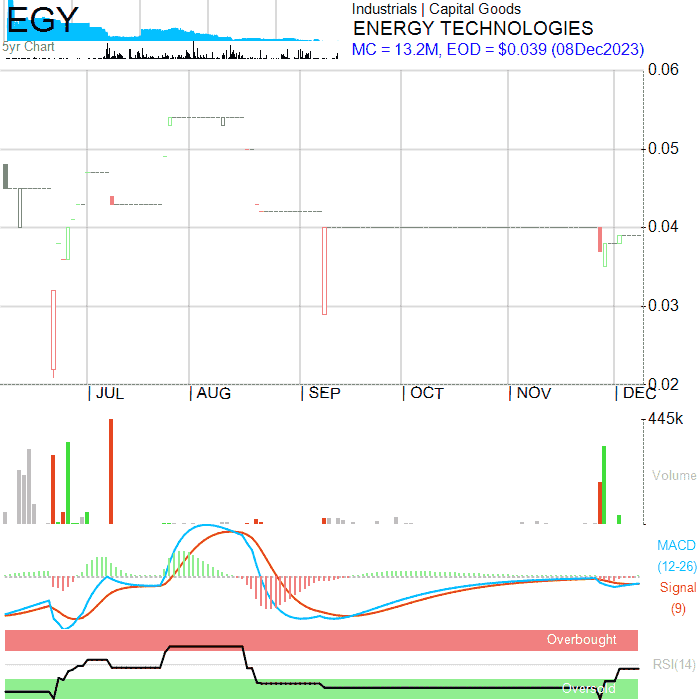 EGY
5yr Chart
Industrials | Capital Goods
ENERGY TECHNOLOGIES
MC = 13.2M, EOD = $0.039 (08Dec2023)
0.06
0.05
0.04
0.03
0.02
JUL
AUG
SEP
OCT
NOV
DEC
445k
Volume
MACD
(12-26)
Signal
(9)
Overbought
RSI(14)
Oversold